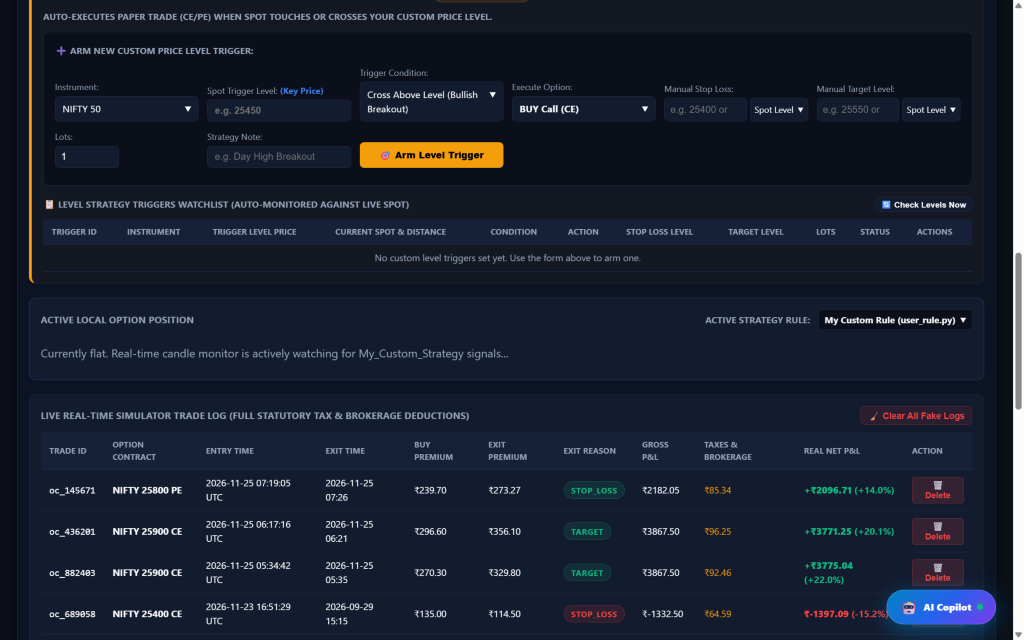 AUTO-EXECUTES PAPER TRADE (CE/PE) WHEN SPOT TOUCHES OR CROSSES YOUR CUSTOM PRICE LEVEL.
➕ ARM NEW CUSTOM PRICE LEVEL TRIGGER:
Instrument:
NIFTY 50 ▼
Spot Trigger Level: (Key Price)
e.g. 25450
Trigger Condition:
Cross Above Level (Bullish
Breakout) ▼
Execute Option:
BUY Call (CE) ▼
Manual Stop Loss:
e.g. 25400 or
Spot Level ▼
Manual Target Level:
e.g. 25550 or
Spot Level ▼
Lots:
1
Strategy Note:
e.g. Day High Breakout
🎯 Arm Level Trigger
📋 LEVEL STRATEGY TRIGGERS WATCHLIST (AUTO-MONITORED AGAINST LIVE SPOT)
🔄 Check Levels Now
TRIGGER ID INSTRUMENT TRIGGER LEVEL PRICE CURRENT SPOT & DISTANCE CONDITION ACTION STOP LOSS LEVEL TARGET LEVEL LOTS STATUS ACTIONS
No custom level triggers set yet. Use the form above to arm one.
ACTIVE LOCAL OPTION POSITION
ACTIVE STRATEGY RULE: My Custom Rule (user_rule.py) ▼
Currently flat. Real-time candle monitor is actively watching for My_Custom_Strategy signals...
LIVE REAL-TIME SIMULATOR TRADE LOG (FULL STATUTORY TAX & BROKERAGE DEDUCTIONS)
🧹 Clear All Fake Logs
TRADE ID OPTION CONTRACT ENTRY TIME EXIT TIME BUY PREMIUM EXIT PREMIUM EXIT REASON GROSS P&L TAXES & BROKERAGE REAL NET P&L ACTION
oc_145671 NIFTY 25800 PE 2026-11-25 07:19:05 UTC 2026-11-25 07:26 ₹239.70 ₹273.27 STOP_LOSS ₹2182.05 ₹85.34 +₹2096.71 (+14.0%) 🗑 Delete
oc_436201 NIFTY 25900 CE 2026-11-25 06:17:16 UTC 2026-11-25 06:21 ₹296.60 ₹356.10 TARGET ₹3867.50 ₹96.25 +₹3771.25 (+20.1%) 🗑 Delete
oc_882403 NIFTY 25900 CE 2026-11-25 05:34:42 UTC 2026-11-25 05:35 ₹270.30 ₹329.80 TARGET ₹3867.50 ₹92.46 +₹3775.04 (+22.0%) 🗑 Delete
oc_689058 NIFTY 25400 CE 2026-11-23 16:51:29 UTC 2026-09-29 15:15 ₹135.00 ₹114.50 STOP_LOSS ₹-1332.50 ₹64.59 ₹-1397.09 (-15.2%)
AI Copilot